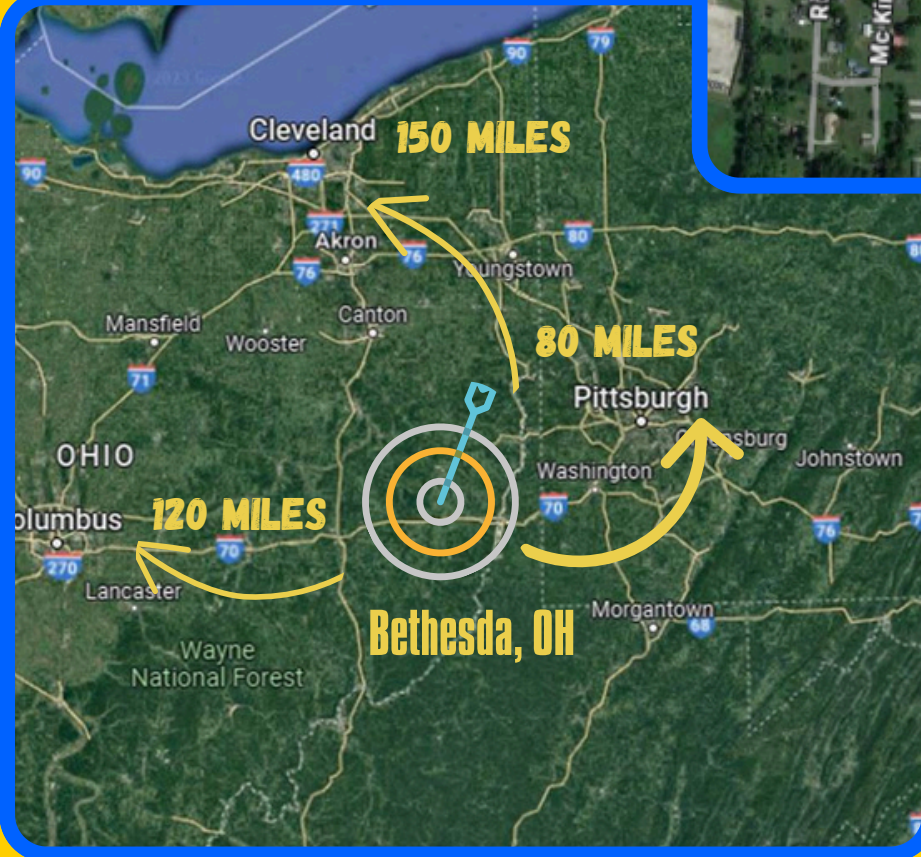 R
Mc Ki
90
79
Cleveland
150 MILES
90
480
271
80
Akron
76
76
Youngstown
Mansfield
Wooster
Canton
80 MILES
71
Pittsburgh
OHIO
Washington
Johnstown
olumbus
120 MILES
70
70
76
270
Lancaster
Bethesda, OH
Morgantown
68
Wayne
National Forest